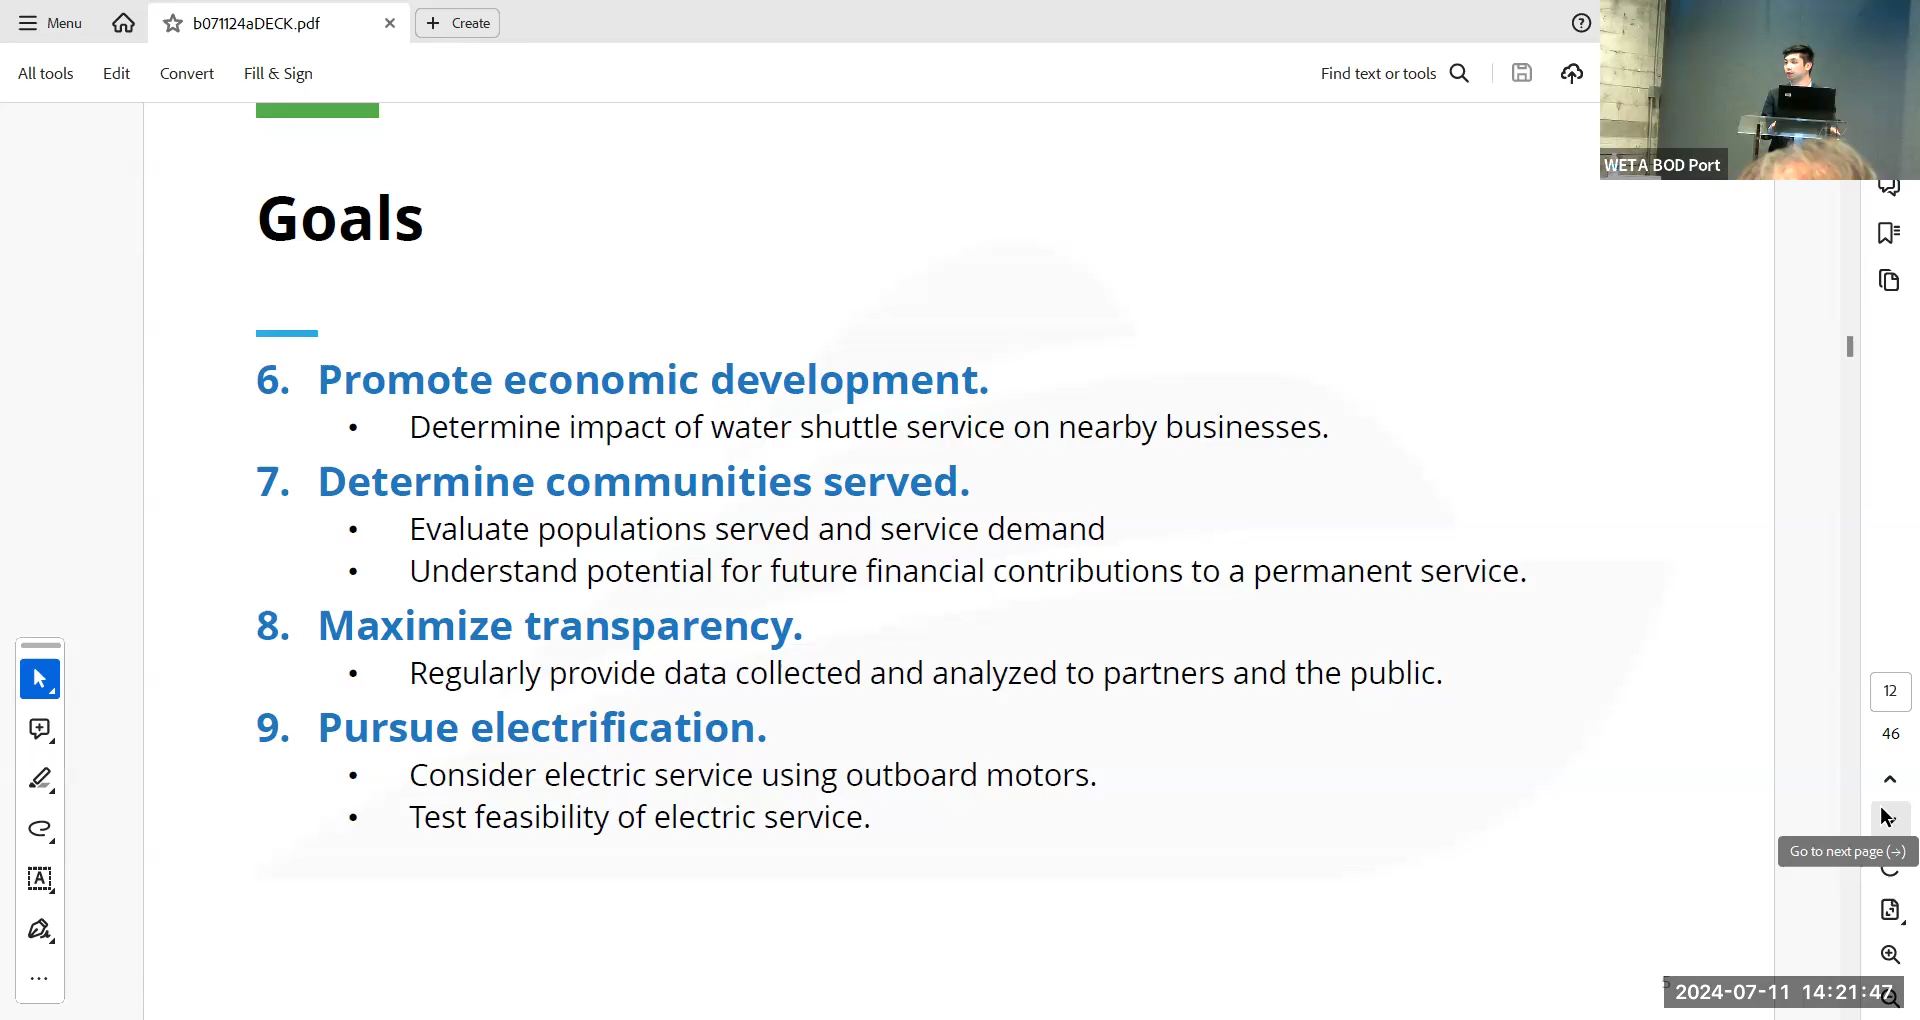 Menu
b071124aDECK.pdf
Create
All tools
Edit
Convert
Fill & Sign
Find text or tools
WETA BOD Port
Goals
6. Promote economic development.
• Determine impact of water shuttle service on nearby businesses.
7. Determine communities served.
• Evaluate populations served and service demand
• Understand potential for future financial contributions to a permanent service.
8. Maximize transparency.
• Regularly provide data collected and analyzed to partners and the public.
9. Pursue electrification.
• Consider electric service using outboard motors.
• Test feasibility of electric service.
12
46
Go to next page (→)
5
2024-07-11 14:21:47